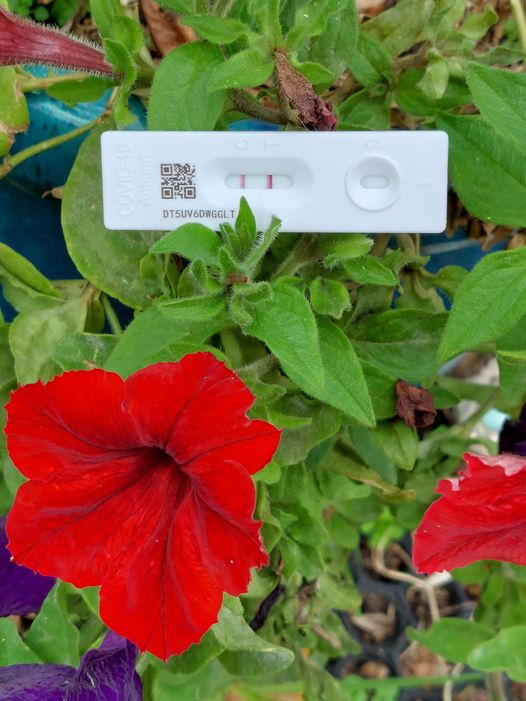 COVID-19
Antigen
C T
S
DT5UV6DWGGLT